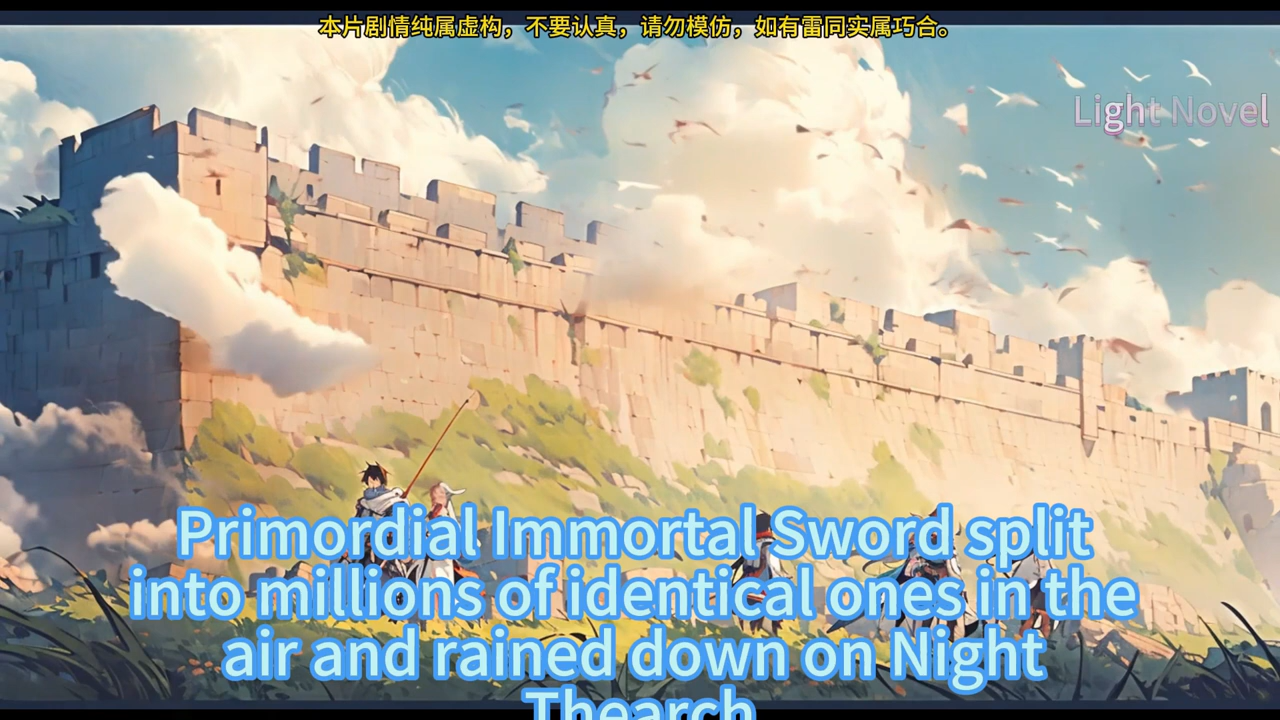 本片剧情纯属虚构，不要认真，请勿模仿，如有雷同实属巧合。
Light Novel
Primordial Immortal Sword split
into millions of identical ones in the
air and rained down on Night
Thearch